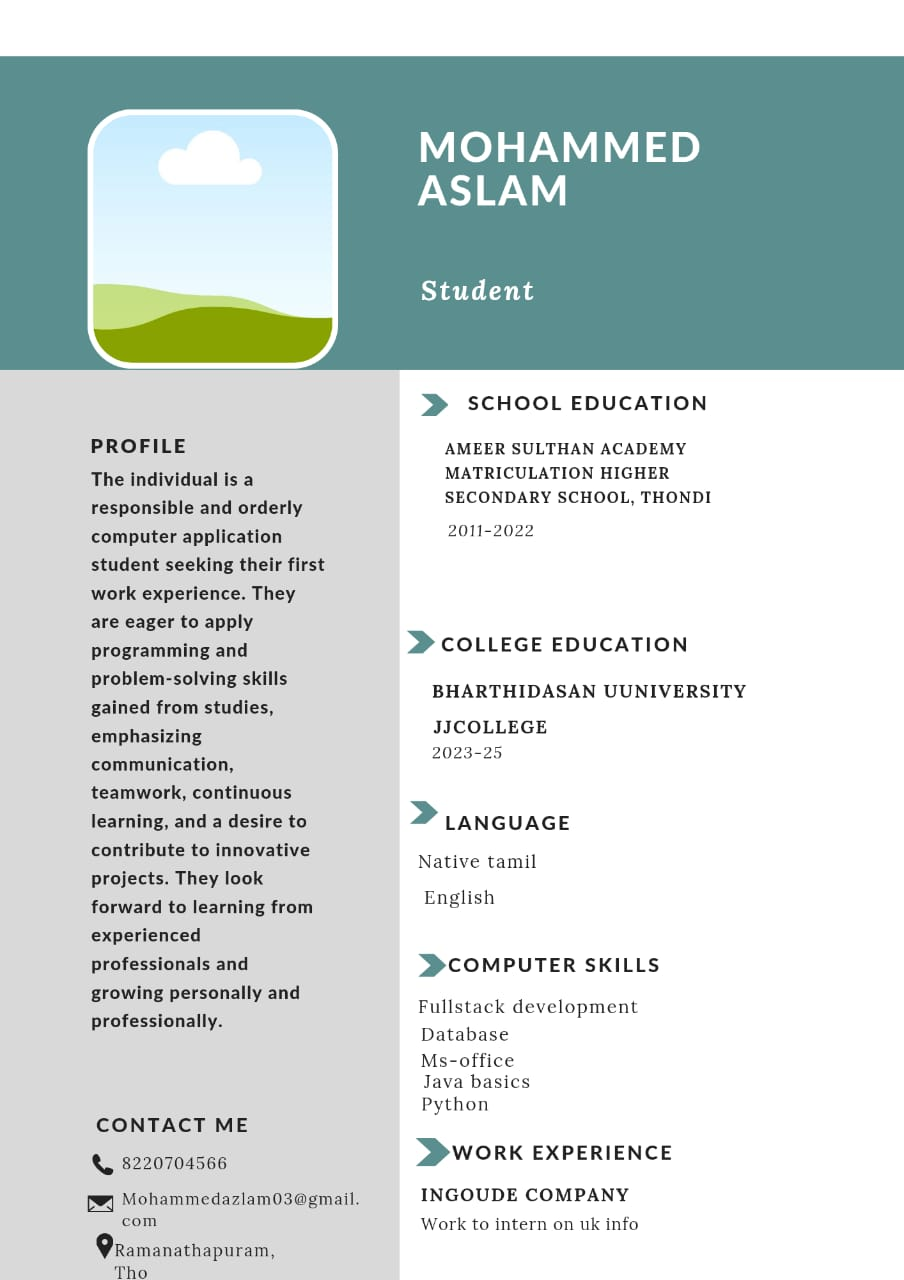 MOHAMMED
ASLAM
Student
PROFILE
The individual is a
responsible and orderly
computer application
student seeking their first
work experience. They
are eager to apply
programming and
problem-solving skills
gained from studies,
emphasizing
communication,
teamwork, continuous
learning, and a desire to
contribute to innovative
projects. They look
forward to learning from
experienced
professionals and
growing personally and
professionally.
CONTACT ME
8220704566
Mohammedazlam03@gmail.
com
Ramanathapuram,
Tho
SCHOOL EDUCATION
AMEER SULTHAN ACADEMY
MATRICULATION HIGHER
SECONDARY SCHOOL, THONDI
2011-2022
COLLEGE EDUCATION
BHARTHIDASAN UUNIVERSITY
JJCOLLEGE
2023-25
LANGUAGE
Native tamil
English
COMPUTER SKILLS
Fullstack development
Database
Ms-office
Java basics
Python
WORK EXPERIENCE
INGOUDE COMPANY
Work to intern on uk info